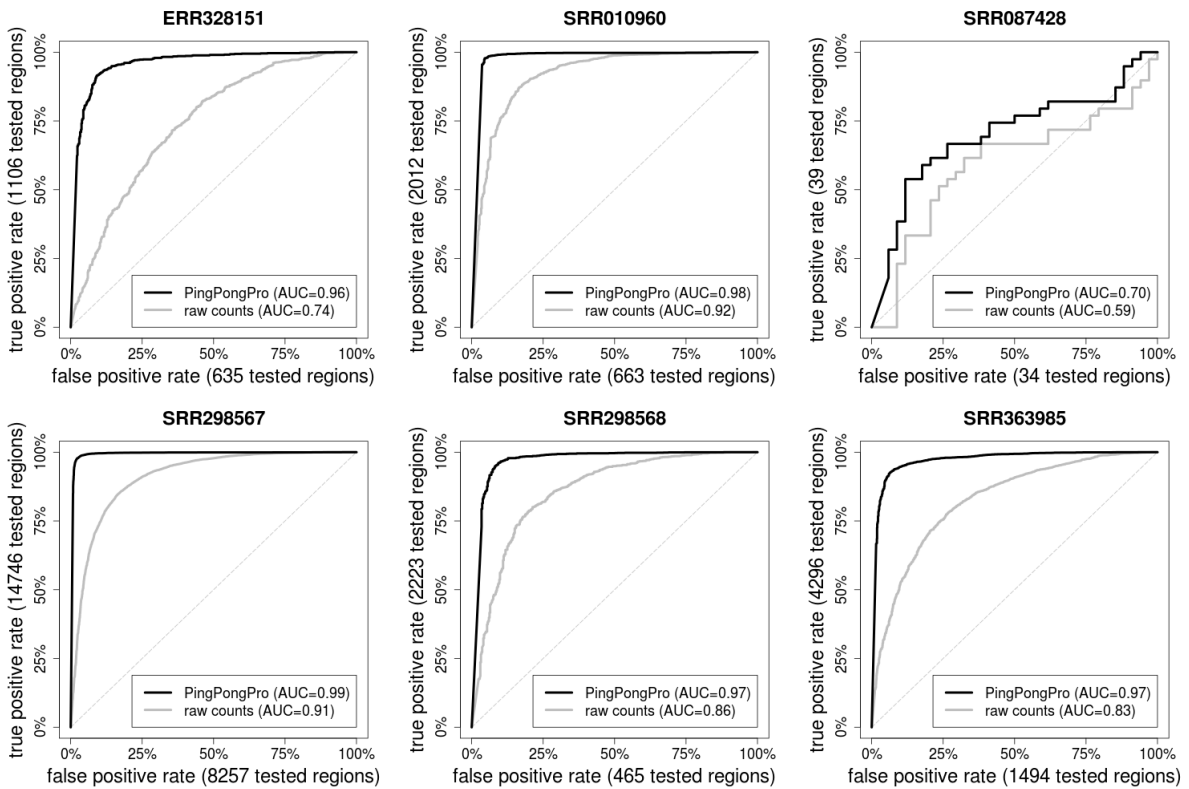 ERR328151
true positive rate (1106 tested regions)
100%
75%
50%
25%
0%
PingPongPro (AUC=0.96)
raw counts (AUC=0.74)
0% 25% 50% 75% 100%
false positive rate (635 tested regions)
SRR010960
true positive rate (2012 tested regions)
100%
75%
50%
25%
0%
PingPongPro (AUC=0.98)
raw counts (AUC=0.92)
0% 25% 50% 75% 100%
false positive rate (663 tested regions)
SRR087428
true positive rate (39 tested regions)
100%
75%
50%
25%
0%
PingPongPro (AUC=0.70)
raw counts (AUC=0.59)
0% 25% 50% 75% 100%
false positive rate (34 tested regions)
SRR298567
true positive rate (14746 tested regions)
100%
75%
50%
25%
0%
PingPongPro (AUC=0.99)
raw counts (AUC=0.91)
0% 25% 50% 75% 100%
false positive rate (8257 tested regions)
SRR298568
true positive rate (2223 tested regions)
100%
75%
50%
25%
0%
PingPongPro (AUC=0.97)
raw counts (AUC=0.86)
0% 25% 50% 75% 100%
false positive rate (465 tested regions)
SRR363985
true positive rate (4296 tested regions)
100%
75%
50%
25%
0%
PingPongPro (AUC=0.97)
raw counts (AUC=0.83)
0% 25% 50% 75% 100%
false positive rate (1494 tested regions)